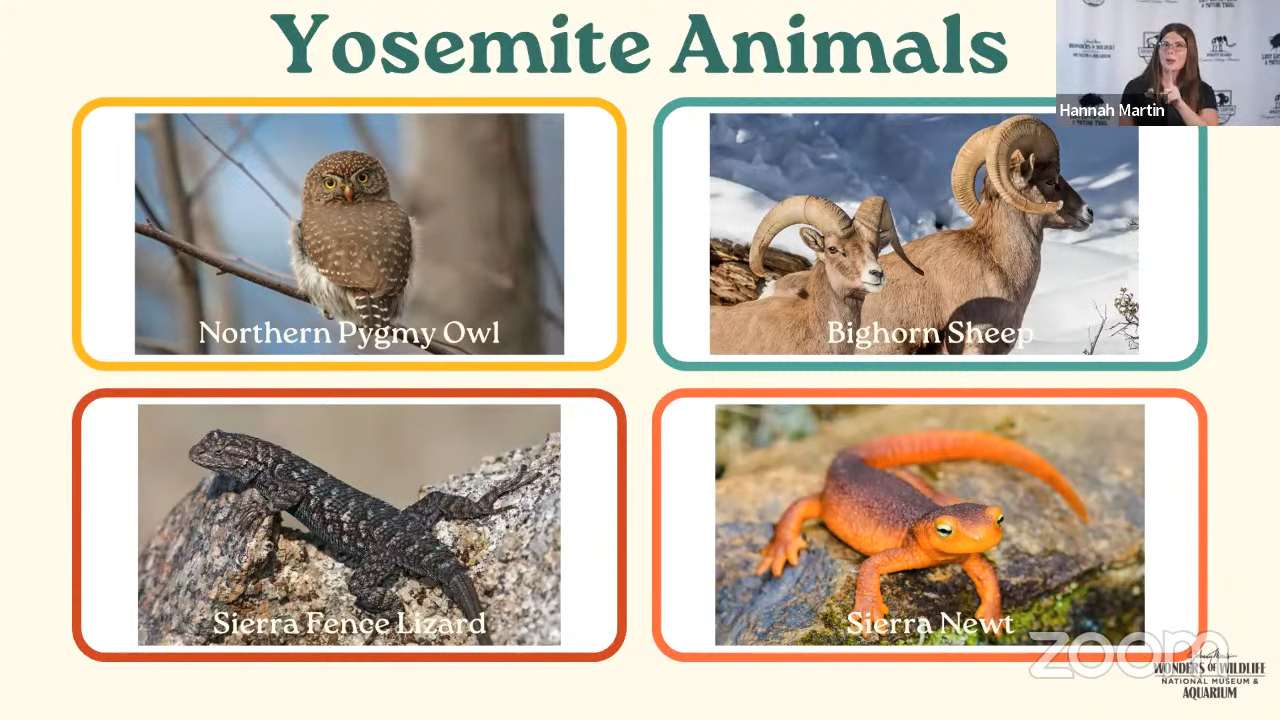 Yosemite Animals
Hannah Martin
Northern Pygmy Owl
Bighorn Sheep
Sierra Fence Lizard
Sierra Newt
zoom
WONDERS OF WILDLIFE
NATIONAL MUSEUM &
AQUARIUM